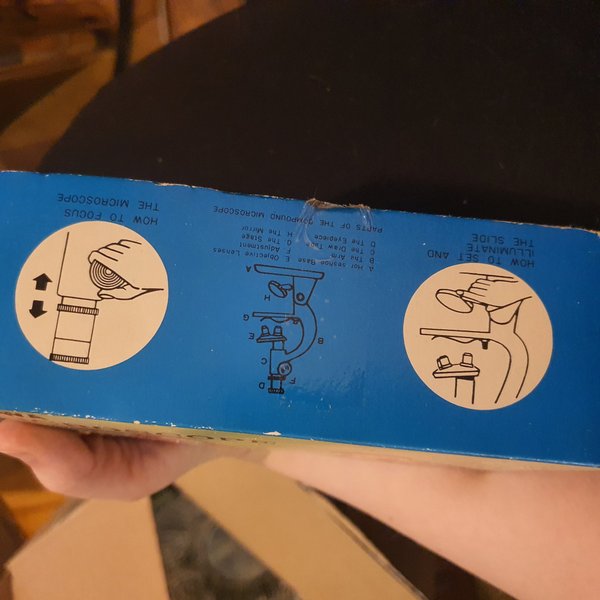 HOW TO SET AND
ILLUMINATE
THE SLIDE
D
F
C
E
B
G
H
A
A Horseshoe Base E Objective Lenses
B The Arm F Adjustment
C The Draw Tube G The Stage
D The Eyepiece H The Mirror
PARTS OF THE COMPOUND MICROSCOPE
HOW TO FOCUS
THE MICROSCOPE